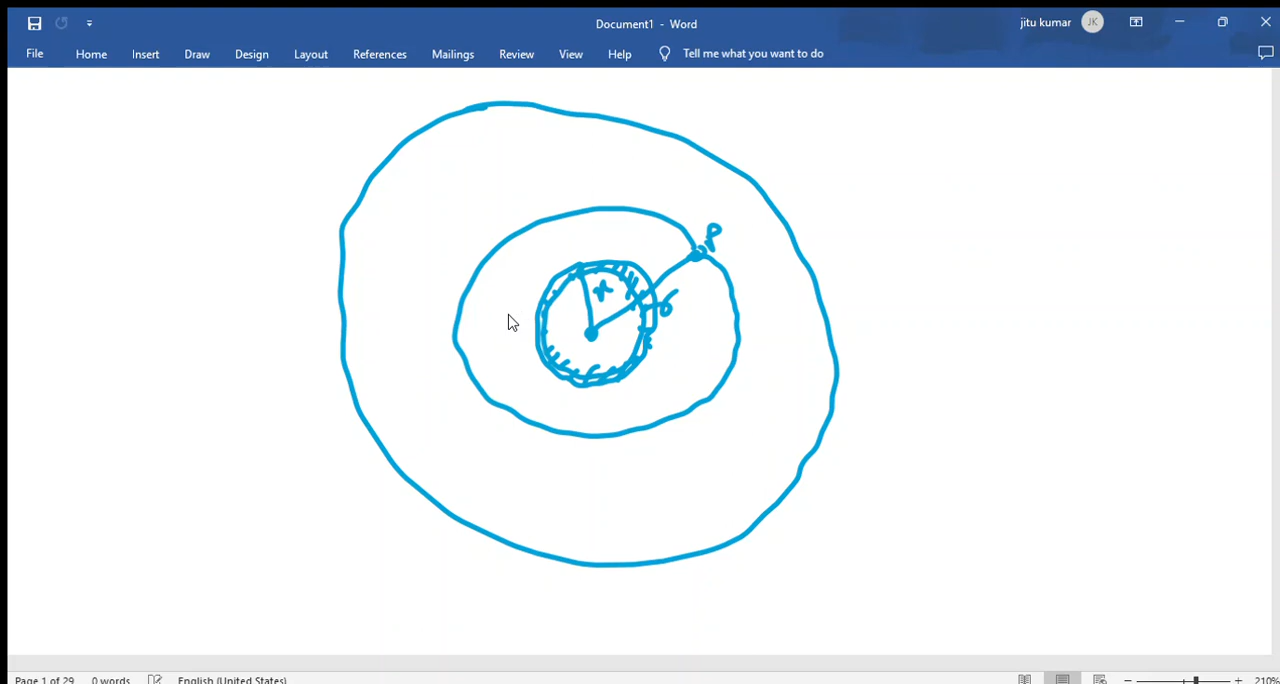 Document1 - Word
jitu kumar
JK
File Home Insert Draw Design Layout References Mailings Review View Help Tell me what you want to do
P
x
Page 1 of 29 0 words English (United States) 210%